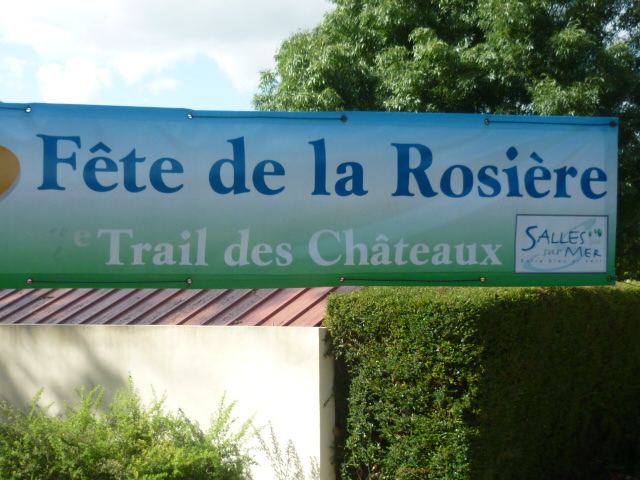 Fête de la Rosière
e Trail des Châteaux
SALLES
sur MER